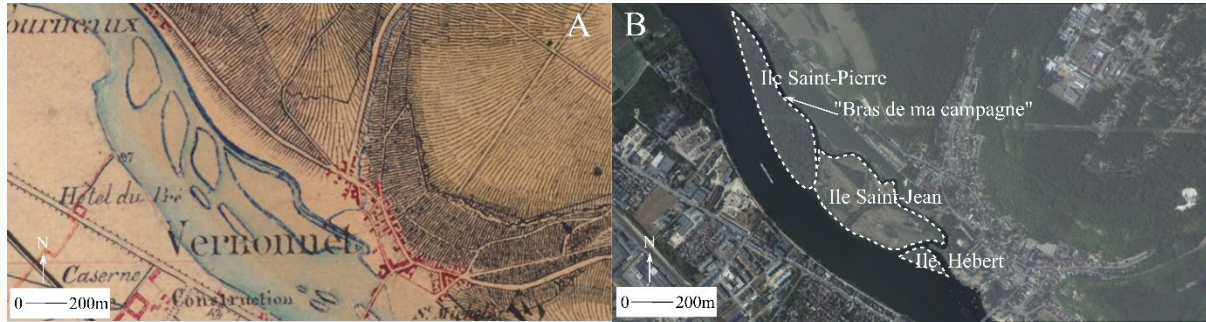 ourneaux
A
Hôtel du Pré
Vernonnet
N
Caserne
Construction
0 200m
B
Ile Saint-Pierre
"Bras de ma campagne"
Ile Saint-Jean
Ile Hébert
N
0 200m